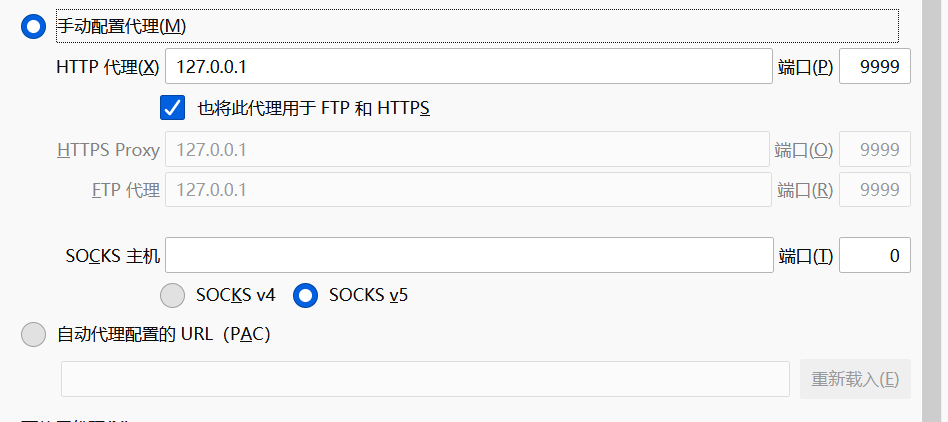 手动配置代理(M)
HTTP 代理(X) 127.0.0.1 端口(P) 9999
也将此代理用于 FTP 和 HTTPS
HTTPS Proxy 127.0.0.1 端口(O) 9999
FTP 代理 127.0.0.1 端口(R) 9999
SOCKS 主机 端口(T) 0
SOCKS v4 SOCKS v5
自动代理配置的 URL（PAC）
重新载入(E)